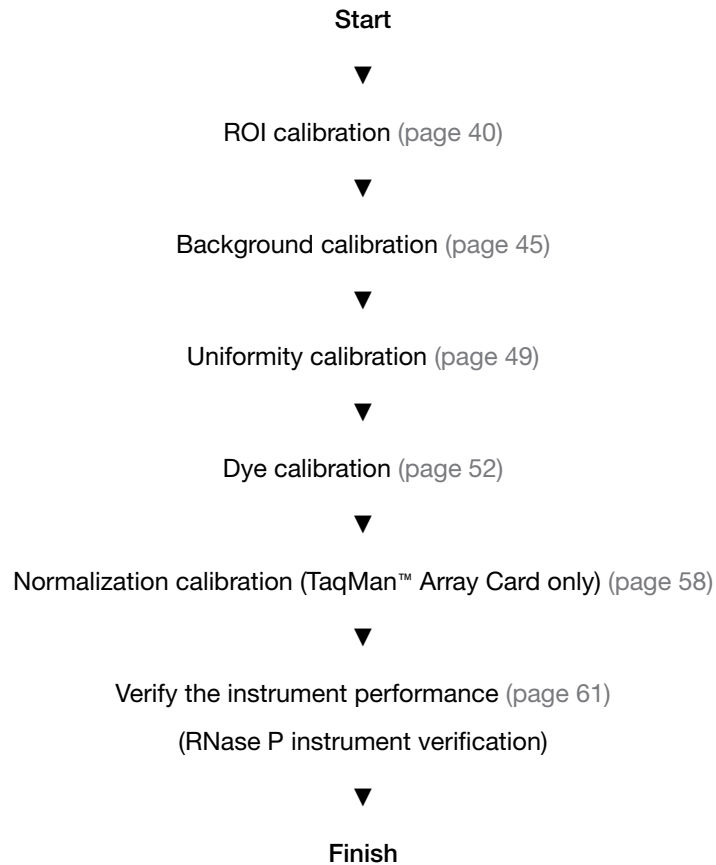 Start
▼
ROI calibration (page 40)
▼
Background calibration (page 45)
▼
Uniformity calibration (page 49)
▼
Dye calibration (page 52)
▼
Normalization calibration (TaqMan™ Array Card only) (page 58)
▼
Verify the instrument performance (page 61)
(RNase P instrument verification)
▼
Finish